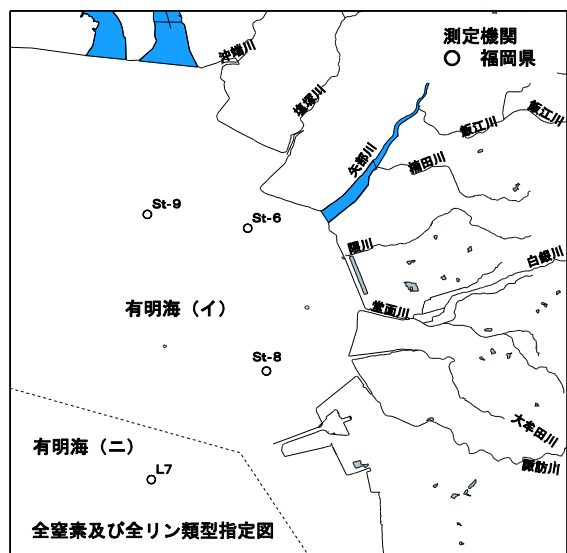 測定機関
○ 福岡県
沖端川
塩塚川
矢部川
飯江川
飯江川
楠田川
St-9
St-6
隈川
白銀川
有明海（イ）
堂面川
St-8
大牟田川
有明海（ニ）
諏訪川
L7
全窒素及び全リン類型指定図